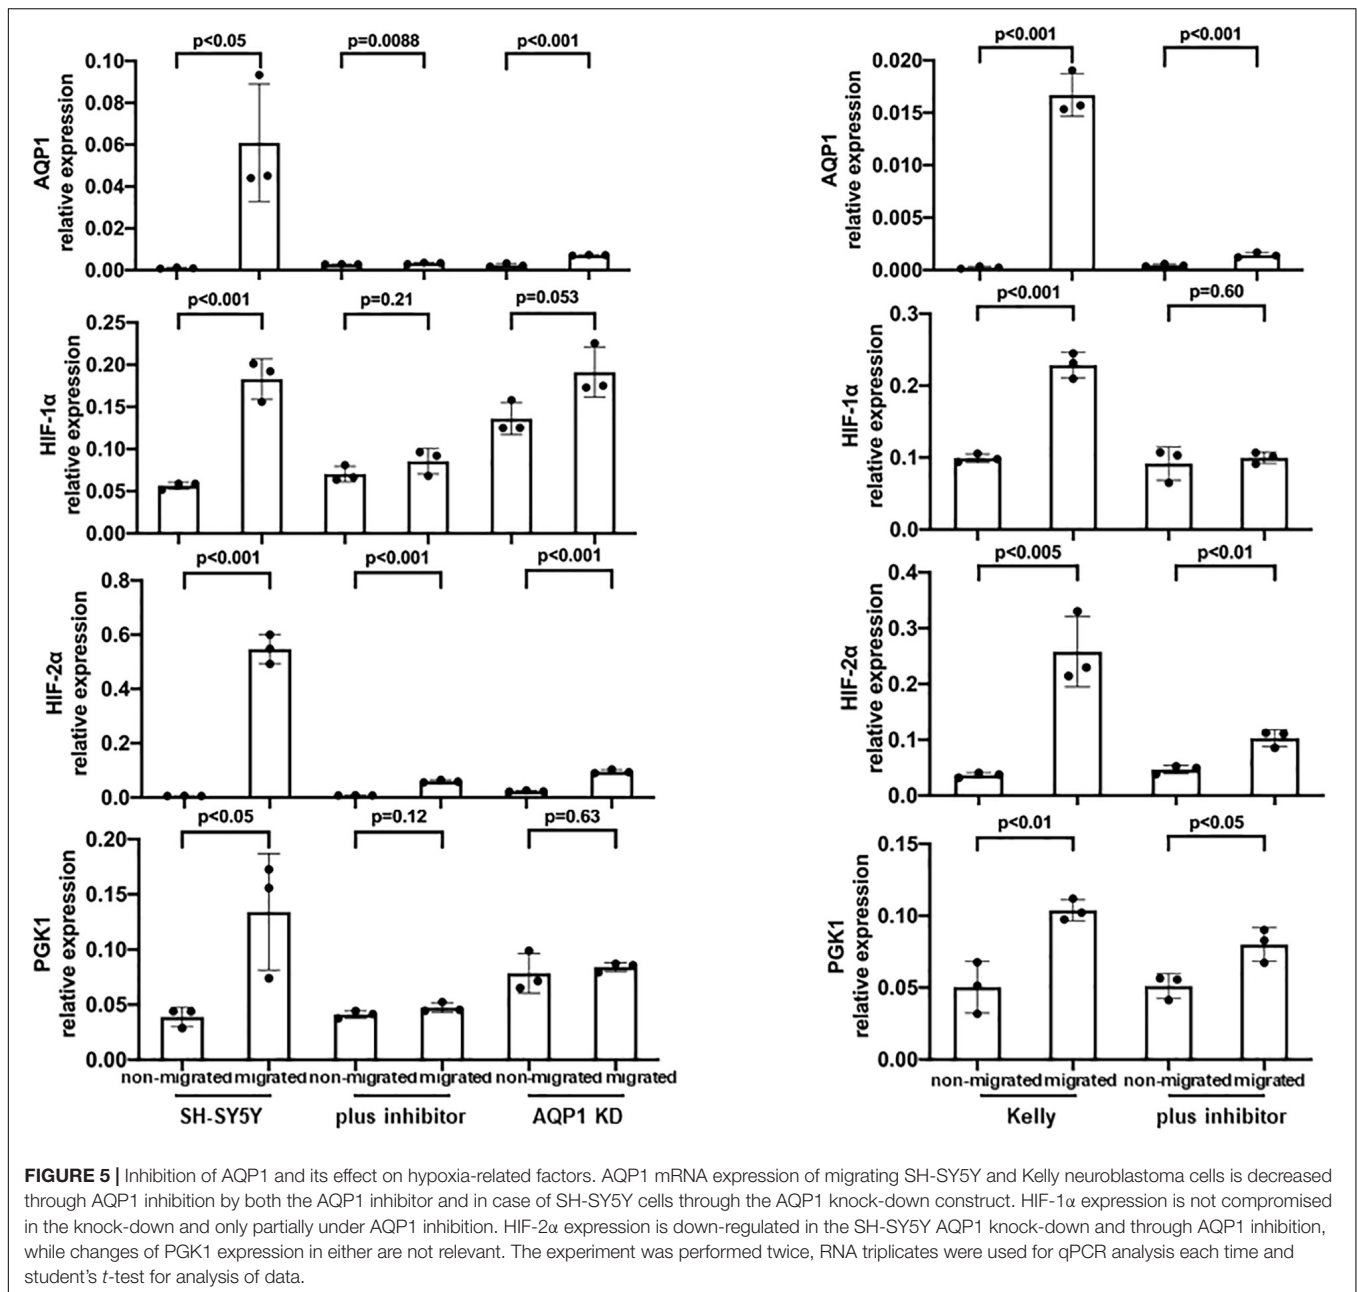 p<0.05 p=0.0088 p<0.001
AQP1
relative expression
0.10
0.08
0.06
0.04
0.02
0.00
p<0.001 p<0.001
AQP1
relative expression
0.020
0.015
0.010
0.005
0.000
p<0.001 p=0.21 p=0.053
HIF-1α
relative expression
0.25
0.20
0.15
0.10
0.05
0.00
p<0.001 p=0.60
HIF-1α
relative expression
0.3
0.2
0.1
0.0
p<0.001 p<0.001 p<0.001
HIF-2α
relative expression
0.8
0.6
0.4
0.2
0.0
p<0.005 p<0.01
HIF-2α
relative expression
0.4
0.3
0.2
0.1
0.0
p<0.05 p=0.12 p=0.63
PGK1
relative expression
0.20
0.15
0.10
0.05
0.00
non-migrated migrated non-migrated migrated non-migrated migrated
SH-SY5Y plus inhibitor AQP1 KD
p<0.01 p<0.05
PGK1
relative expression
0.15
0.10
0.05
0.00
non-migrated migrated non-migrated migrated
Kelly plus inhibitor
FIGURE 5 | Inhibition of AQP1 and its effect on hypoxia-related factors. AQP1 mRNA expression of migrating SH-SY5Y and Kelly neuroblastoma cells is decreased
through AQP1 inhibition by both the AQP1 inhibitor and in case of SH-SY5Y cells through the AQP1 knock-down construct. HIF-1α expression is not compromised
in the knock-down and only partially under AQP1 inhibition. HIF-2α expression is down-regulated in the SH-SY5Y AQP1 knock-down and through AQP1 inhibition,
while changes of PGK1 expression in either are not relevant. The experiment was performed twice, RNA triplicates were used for qPCR analysis each time and
student's t-test for analysis of data.